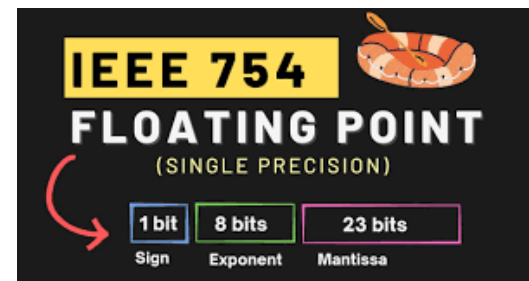 IEEE 754
FLOATING POINT
(SINGLE PRECISION)
1 bit 8 bits 23 bits
Sign Exponent Mantissa